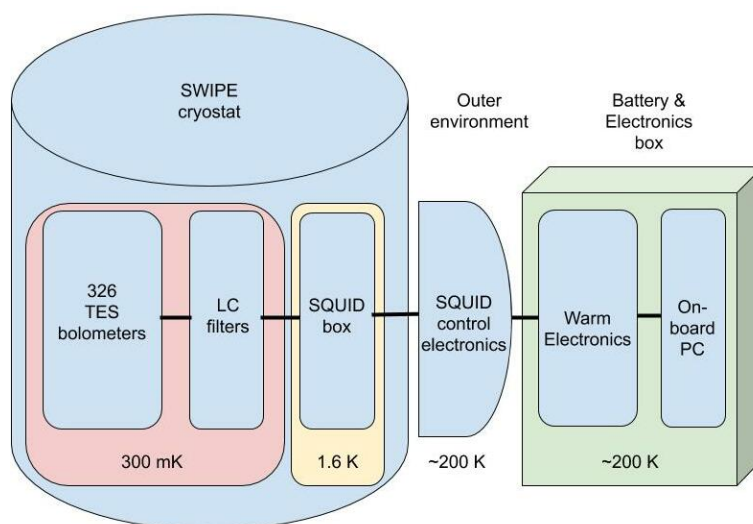 SWIPE
cryostat
Outer
environment
Battery &
Electronics
box
326
TES
bolometers
LC
filters
SQUID
box
SQUID
control
electronics
Warm
Electronics
On-
board
PC
300 mK
1.6 K
~200 K
~200 K